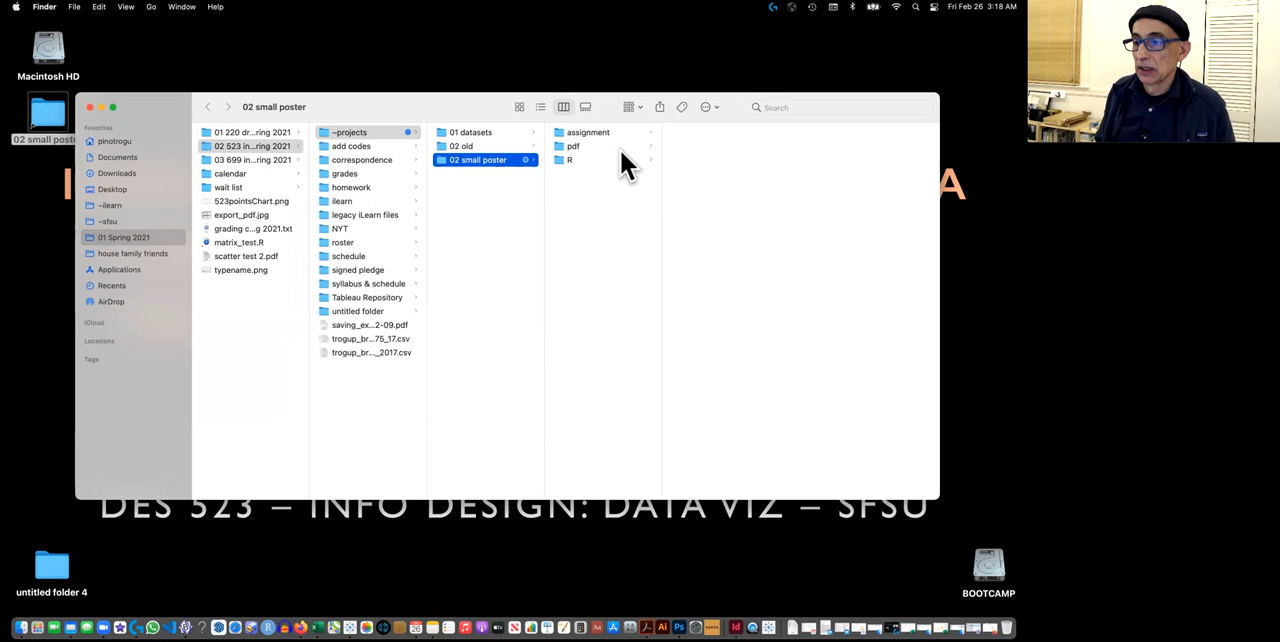 Finder File Edit View Go Window Help
Fri Feb 26 3:18 AM
Macintosh HD
02 small poste
02 small poster
Search
Favorites
pinotrogu
Documents
Downloads
Desktop
~ilearn
~sfsu
01 Spring 2021
house family friends
Applications
Recents
AirDrop
iCloud
Locations
Tags
01 220 dr...ring 2021
02 523 in...ring 2021
03 699 in...ring 2021
calendar
wait list
523pointsChart.png
export_pdf.jpg
grading c...g 2021.txt
matrix_test.R
scatter test 2.pdf
typename.png
~projects
add codes
correspondence
grades
homework
ilearn
legacy iLearn files
NYT
roster
schedule
signed pledge
syllabus & schedule
Tableau Repository
untitled folder
saving_ex...2-09.pdf
trogup_br...75_17.csv
trogup_br..._2017.csv
01 datasets
02 old
02 small poster
assignment
pdf
R
A
DES 523 – INFO DESIGN: DATA VIZ – SFSU
untitled folder 4
BOOTCAMP